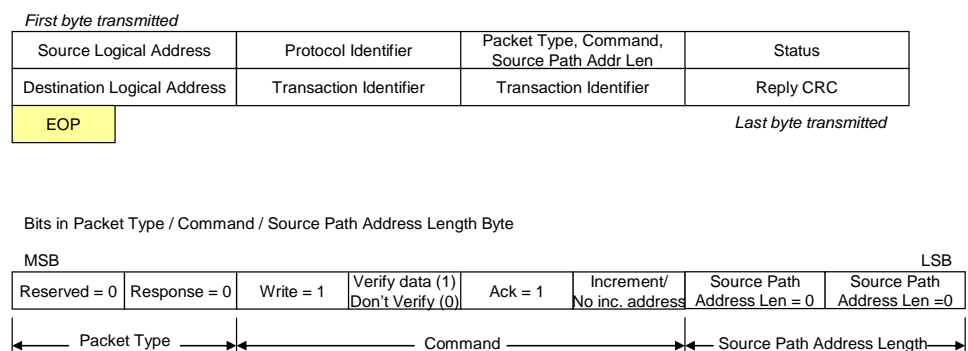 First byte transmitted
Source Logical Address
Protocol Identifier
Packet Type, Command,
Source Path Addr Len
Status
Destination Logical Address
Transaction Identifier
Transaction Identifier
Reply CRC
EOP
Last byte transmitted
Bits in Packet Type / Command / Source Path Address Length Byte
MSB
LSB
Reserved = 0
Response = 0
Write = 1
Verify data (1)
Don't Verify (0)
Ack = 1
Increment/
No inc. address
Source Path
Address Len = 0
Source Path
Address Len =0
Packet Type
Command
Source Path Address Length